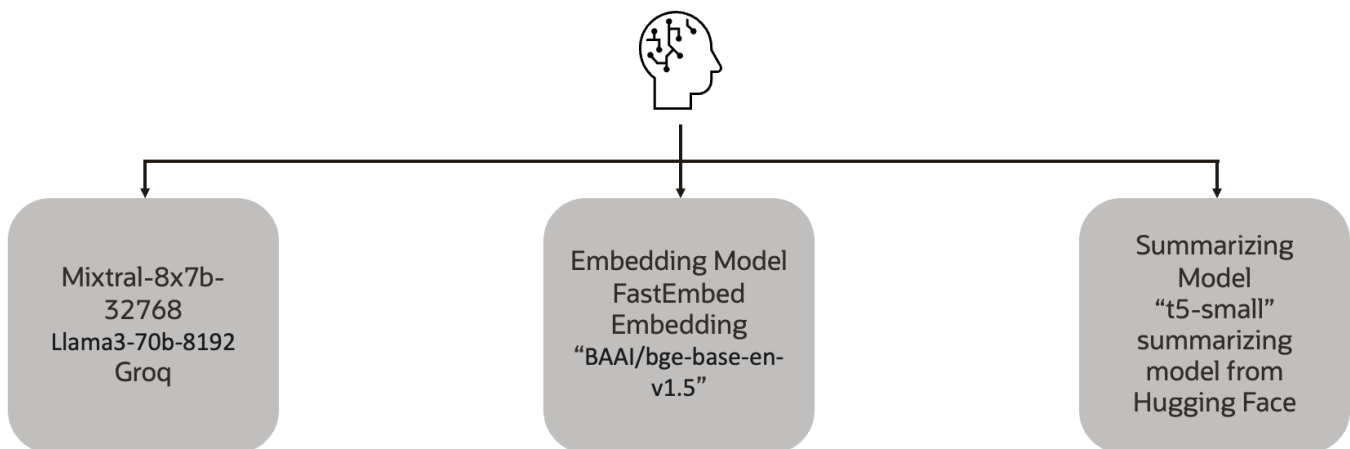 Mixtral-8x7b-
32768
Llama3-70b-8192
Groq
Embedding Model
FastEmbed
Embedding
“BAAI/bge-base-en-
v1.5”
Summarizing
Model
“t5-small”
summarizing
model from
Hugging Face